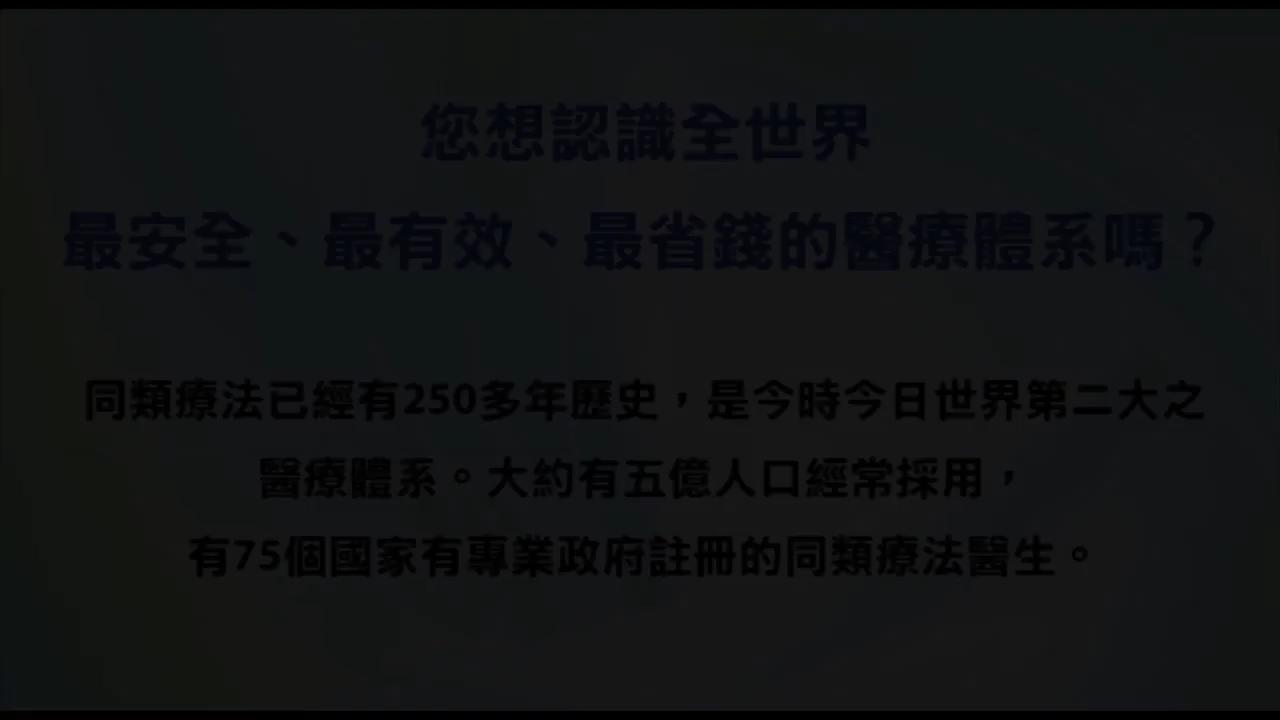 您想認識全世界
最安全、最有效、最省錢的醫療體系嗎？
同類療法已經有250多年歷史，是今時今日世界第二大之
醫療體系。大約有五億人口經常採用，
有75個國家有專業政府註冊的同類療法醫生。